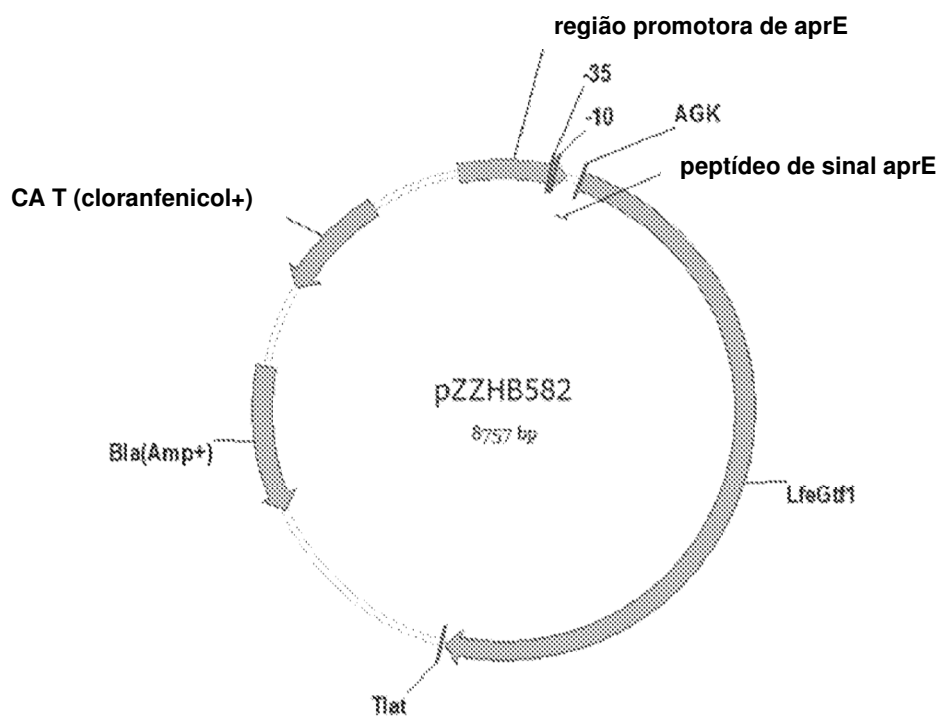 região promotora de aprE
-35
-10
AGK
peptídeo de sinal aprE
CA T (cloranfenicol+)
pZZHB582
8757 bp
Bla(Amp+)
LfeGtf1
Tlat